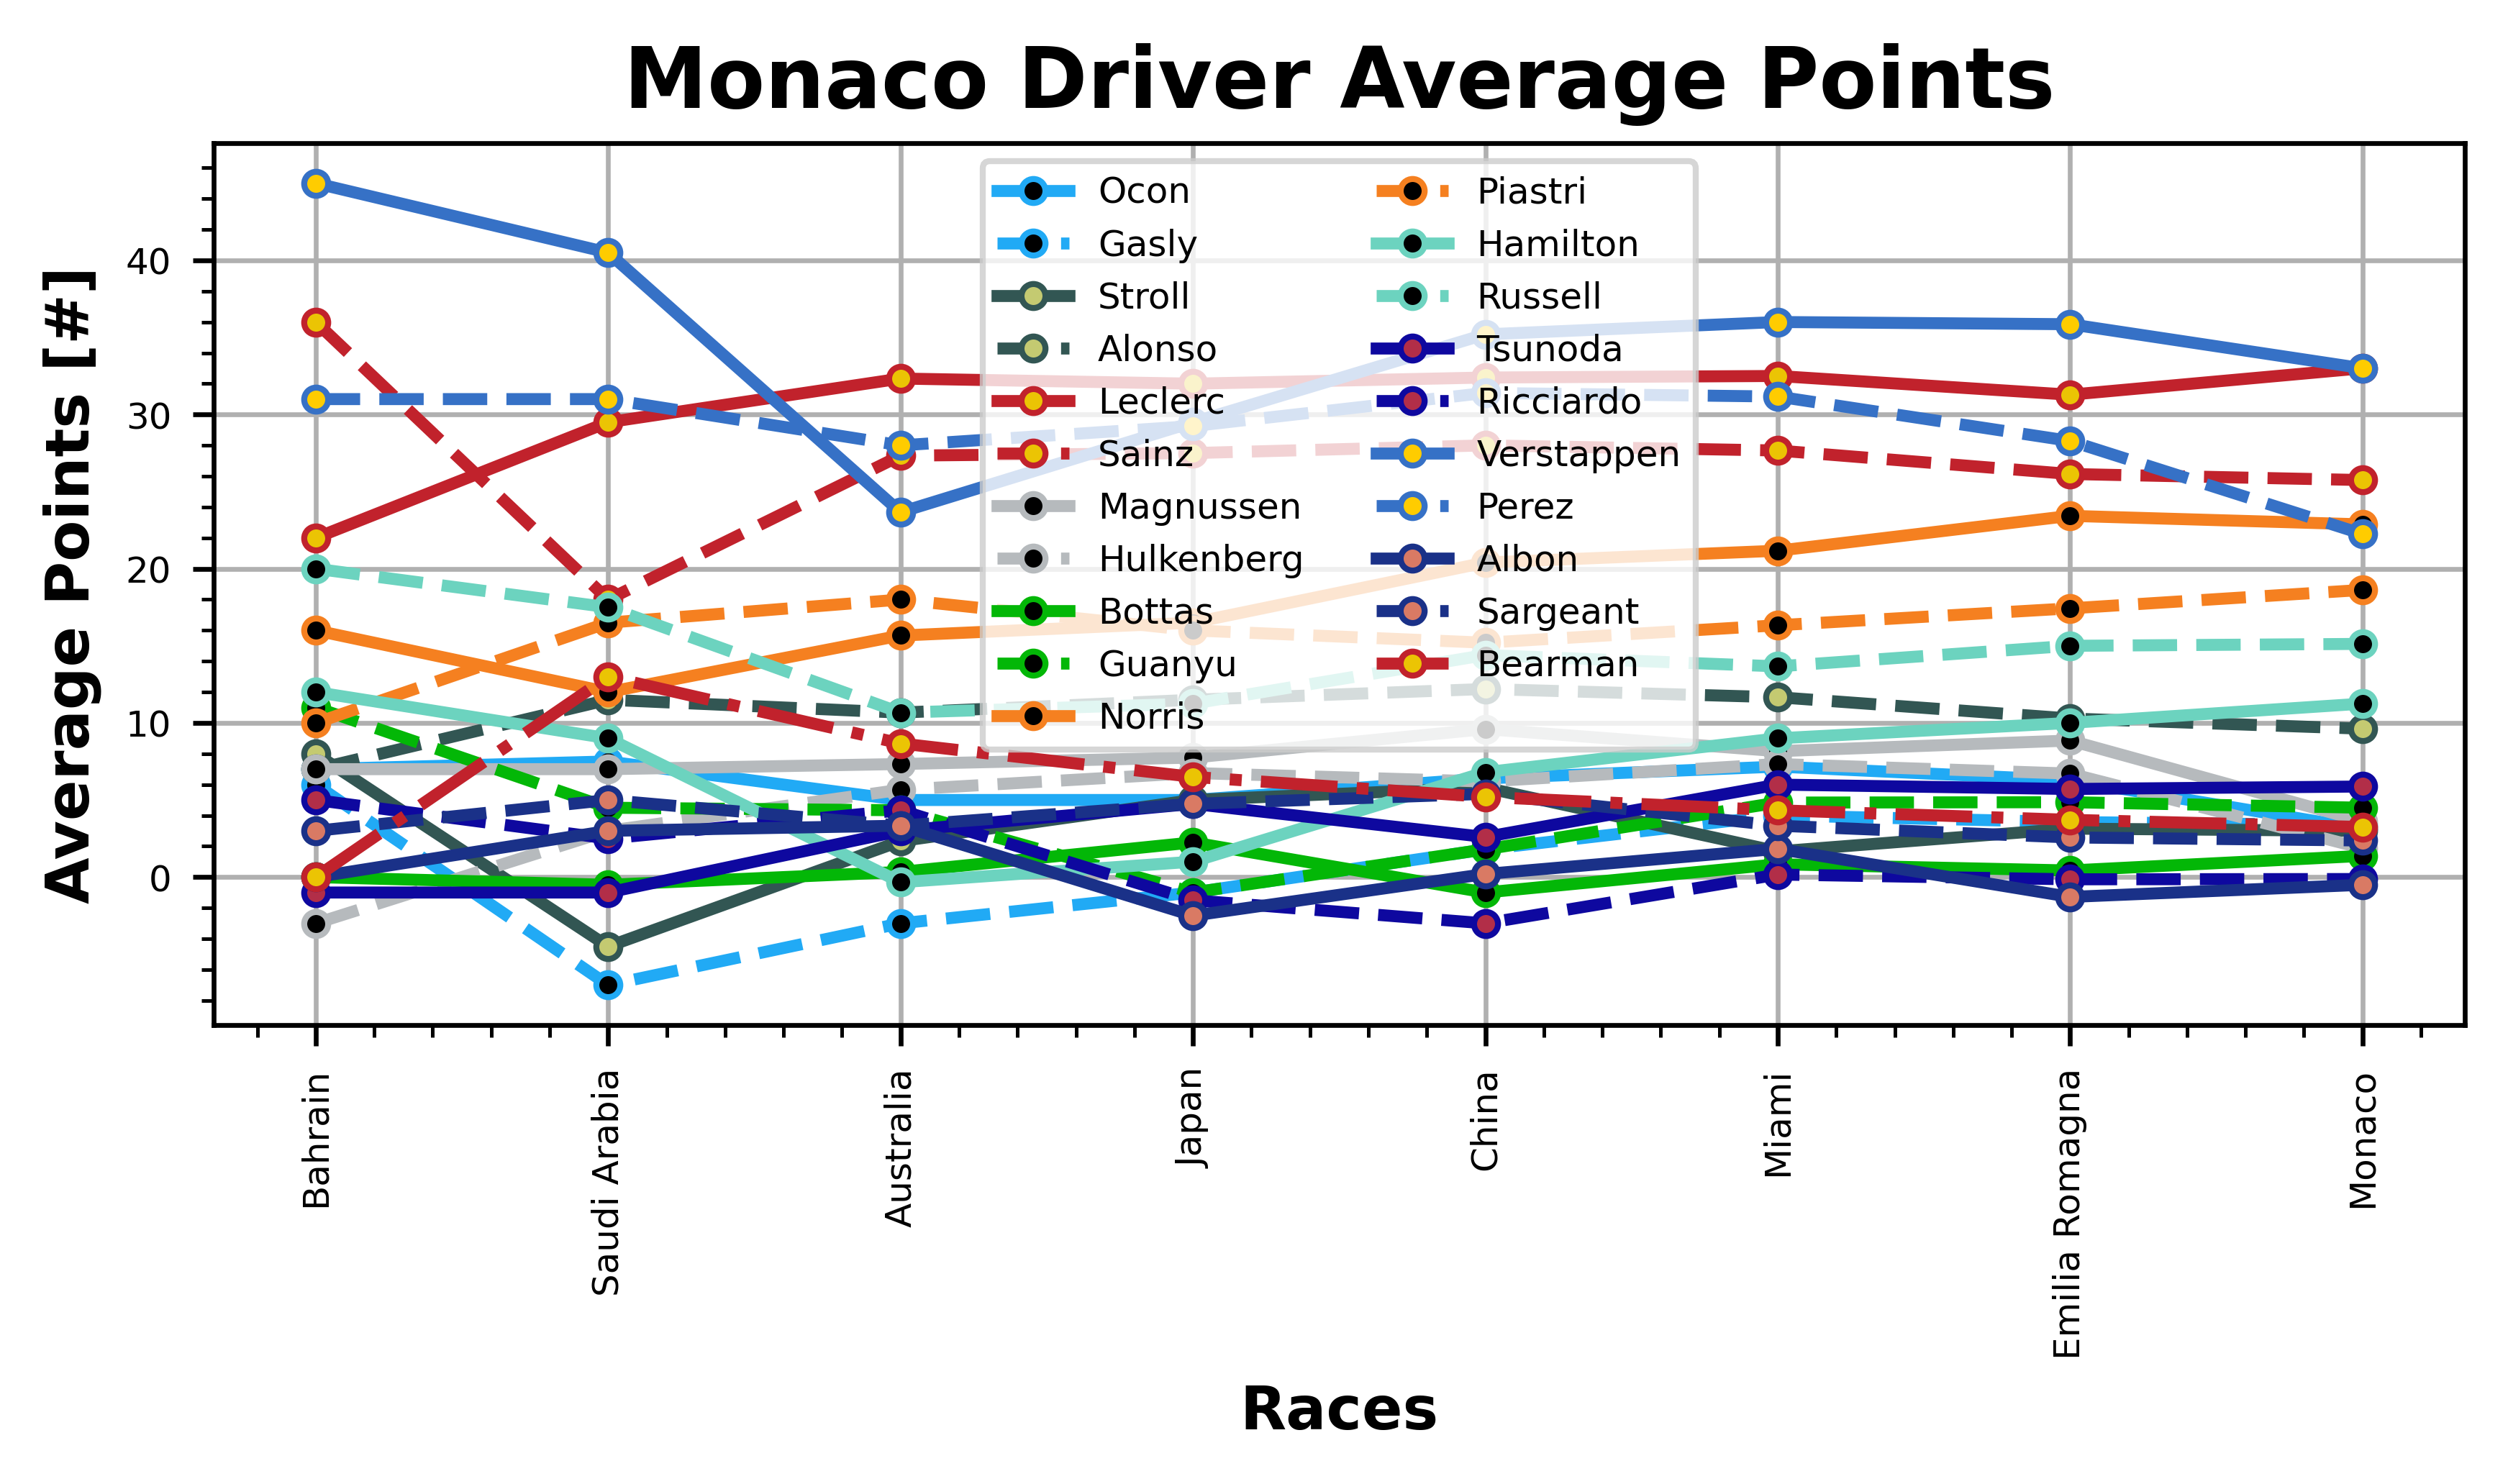 Monaco Driver Average Points
Average Points [#]
40
30
20
10
0
Ocon
Gasly
Stroll
Alonso
Leclerc
Sainz
Magnussen
Hulkenberg
Bottas
Guanyu
Norris
Piastri
Hamilton
Russell
Tsunoda
Ricciardo
Verstappen
Perez
Albon
Sargeant
Bearman
Bahrain
Saudi Arabia
Australia
Japan
China
Miami
Emilia Romagna
Monaco
Races